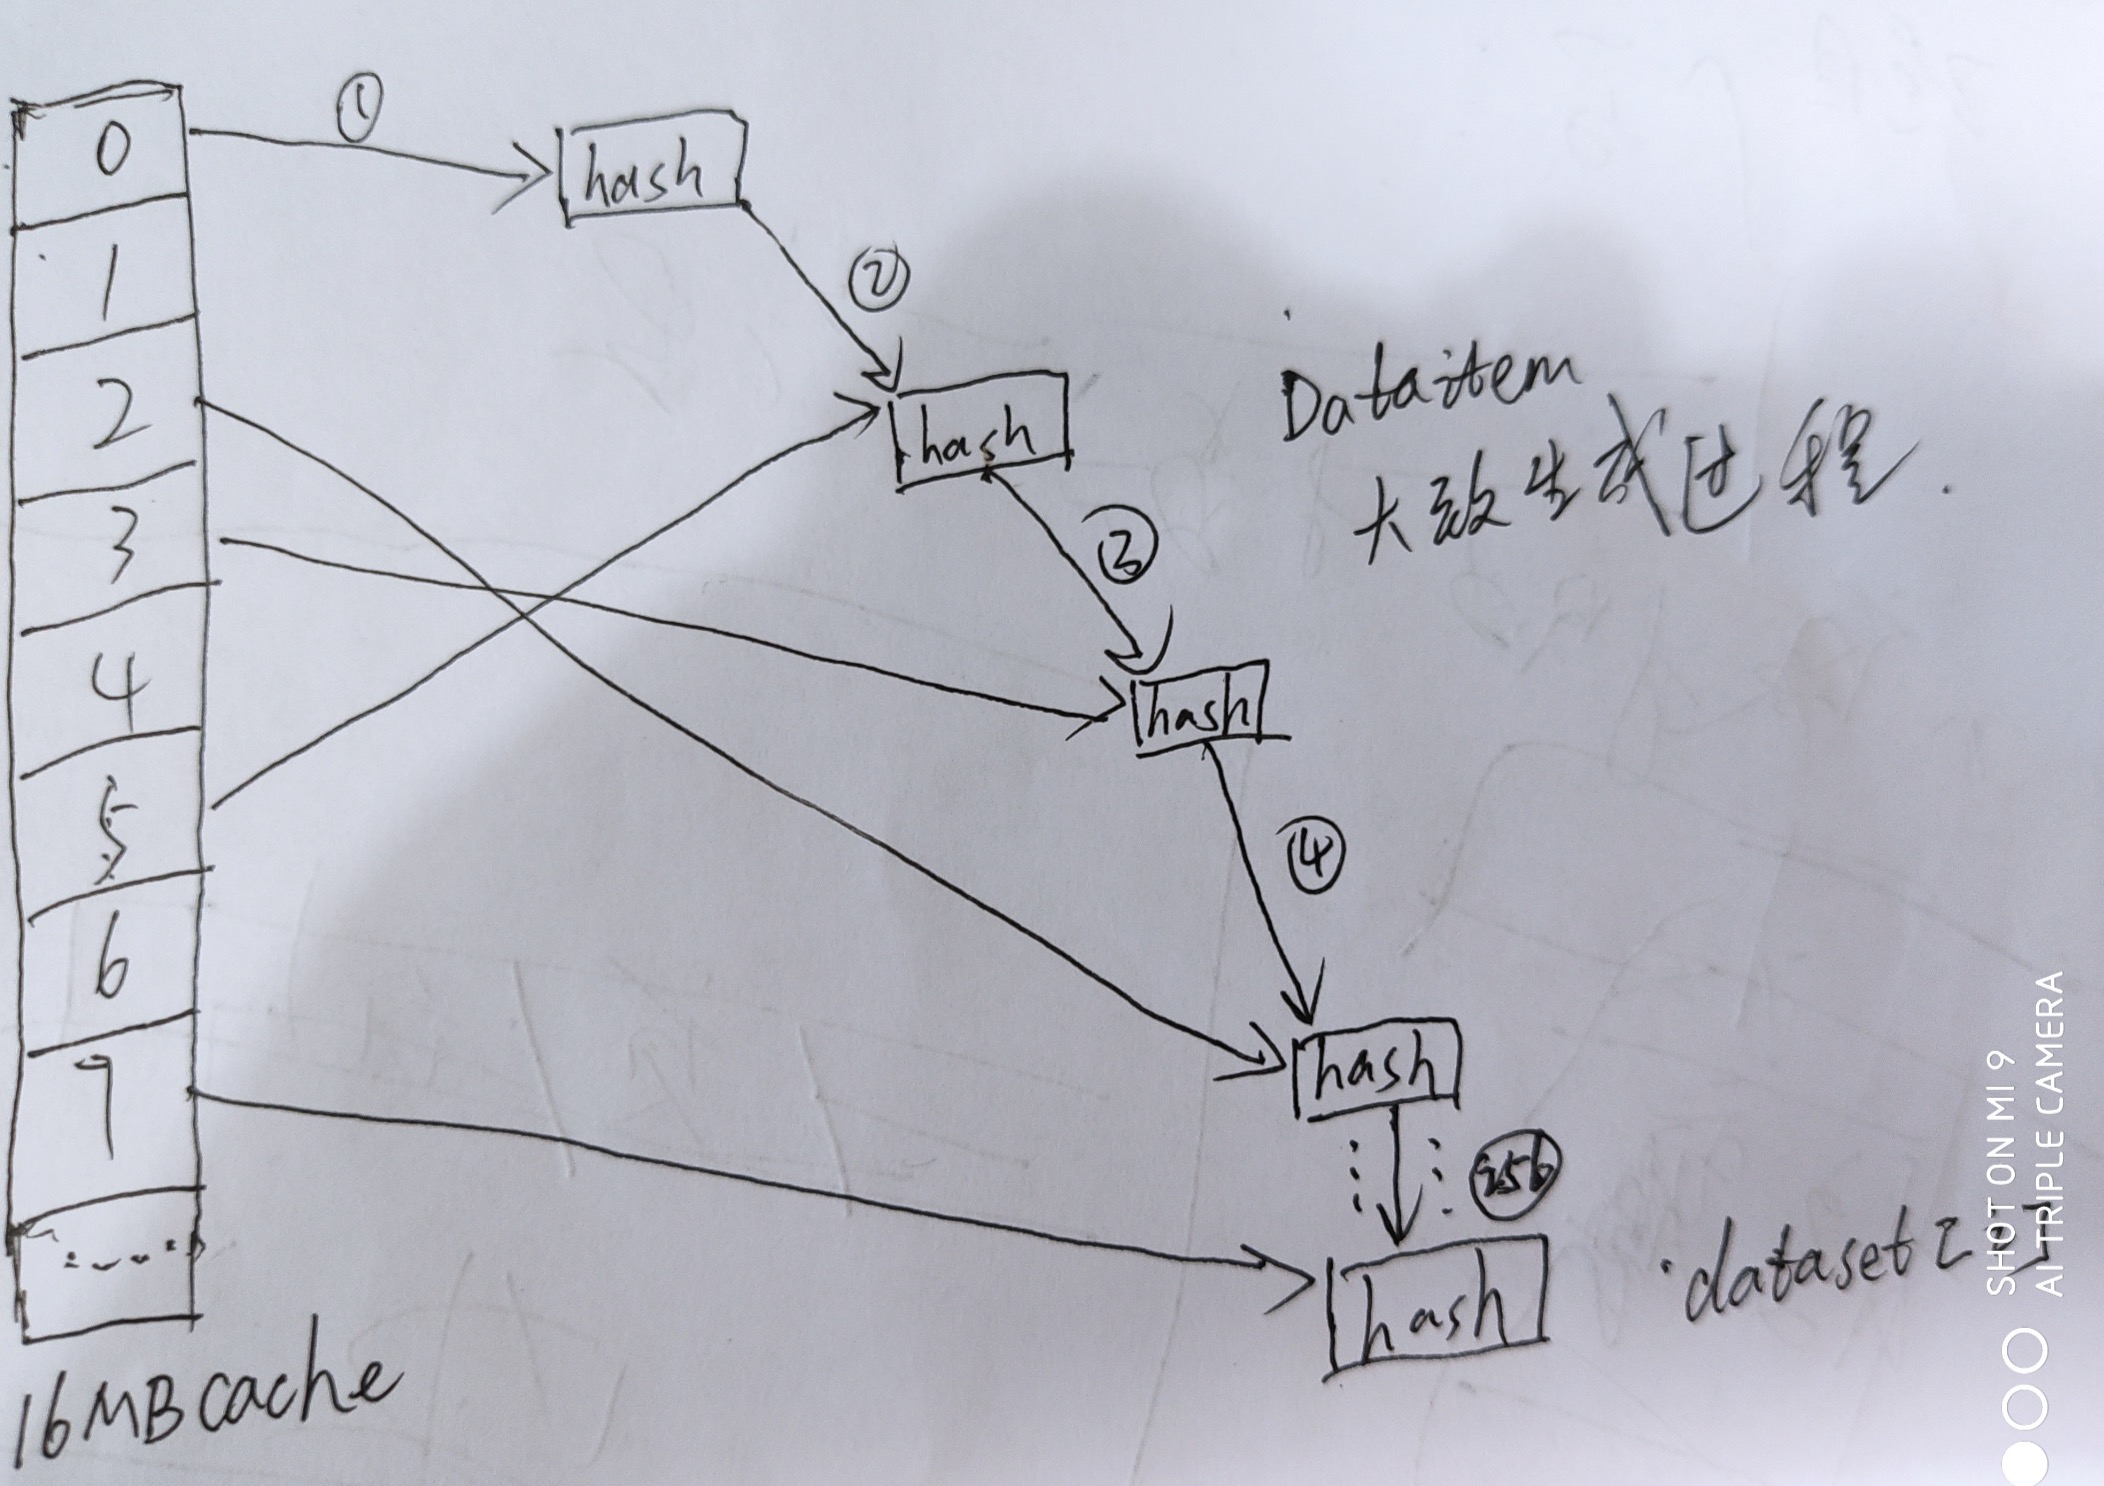 0
1
2
3
4
5
6
7
......
16MB cache
①
hash
②
hash
③
hash
④
hash
256
hash
Dataitem
大致生成过程.
dataset
SHOT ON MI 9
AI TRIPLE CAMERA